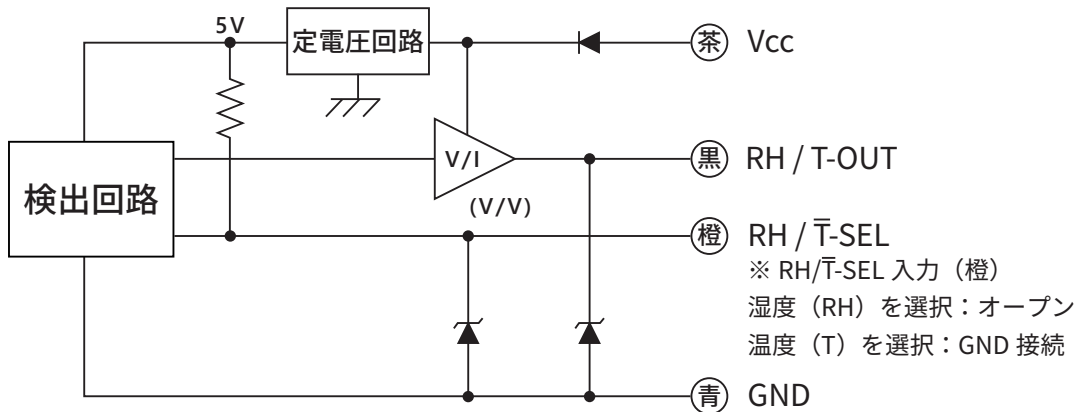 5V
定電圧回路
茶 Vcc
V/I
黒 RH / T-OUT
検出回路
(V/V)
橙 RH / T̅-SEL
※ RH/T̅-SEL 入力（橙）
湿度（RH）を選択：オープン
温度（T）を選択：GND 接続
青 GND